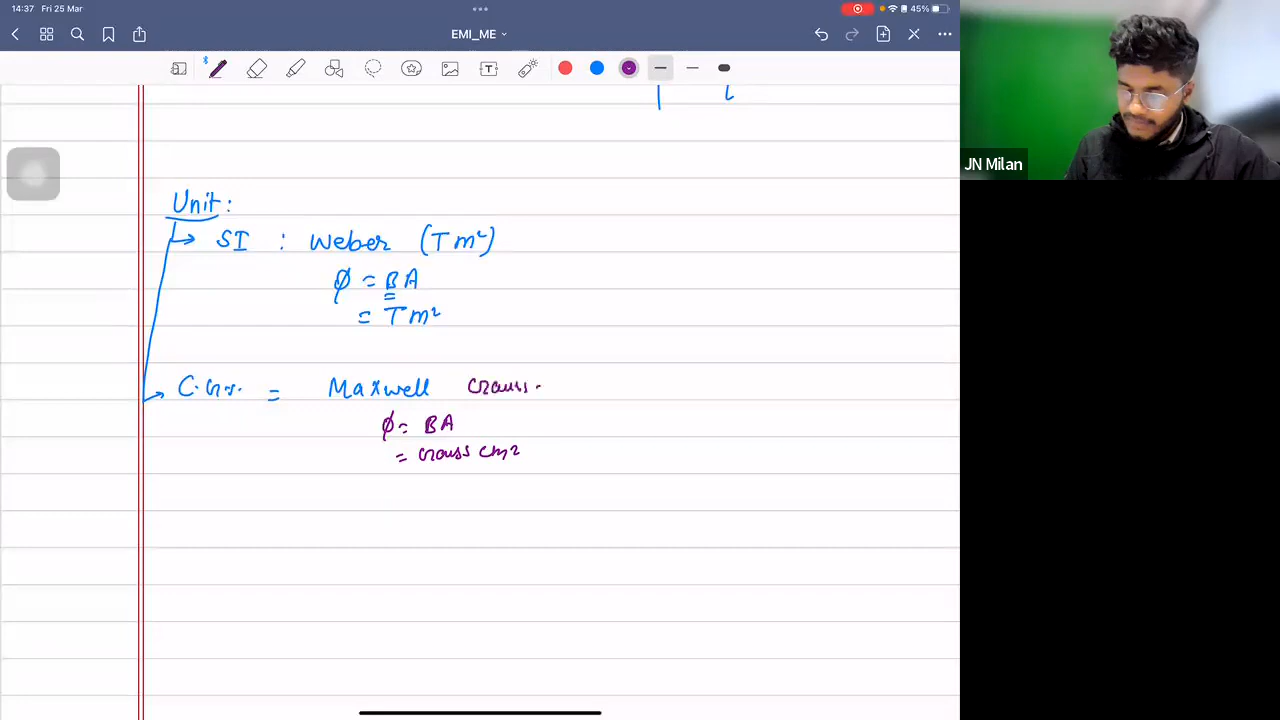 14:37 Fri 25 Mar
45%
EMI_ME
JN Milan
Unit:
SI : Weber (Tm²)
φ = BA
= Tm²
C.G.S. = Maxwell Gauss.
φ = BA
= Gauss cm²